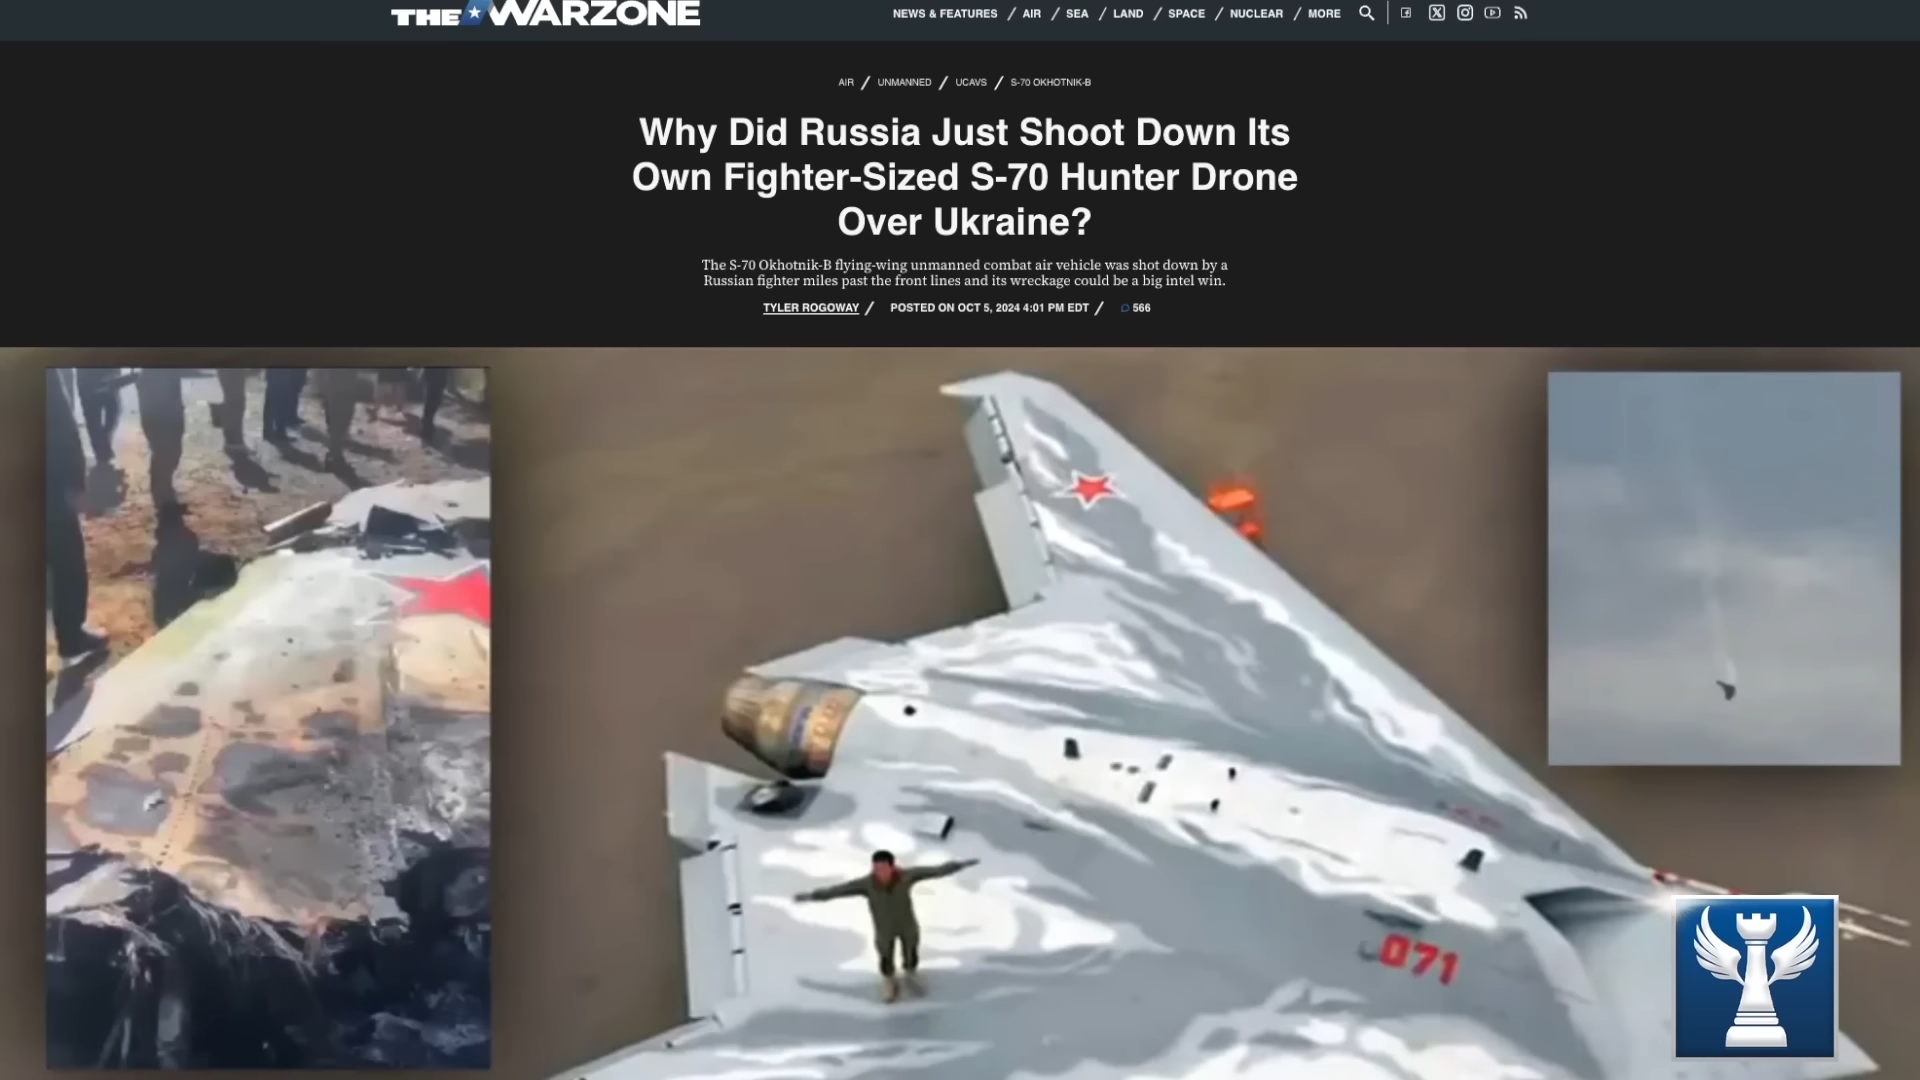 THE WARZONE
NEWS & FEATURES / AIR / SEA / LAND / SPACE / NUCLEAR / MORE
AIR / UNMANNED / UCAVS / S-70 OKHOTNIK-B
Why Did Russia Just Shoot Down Its
Own Fighter-Sized S-70 Hunter Drone
Over Ukraine?
The S-70 Okhotnik-B flying-wing unmanned combat air vehicle was shot down by a
Russian fighter miles past the front lines and its wreckage could be a big intel win.
TYLER ROGOWAY / POSTED ON OCT 5, 2024 4:01 PM EDT / 566
071